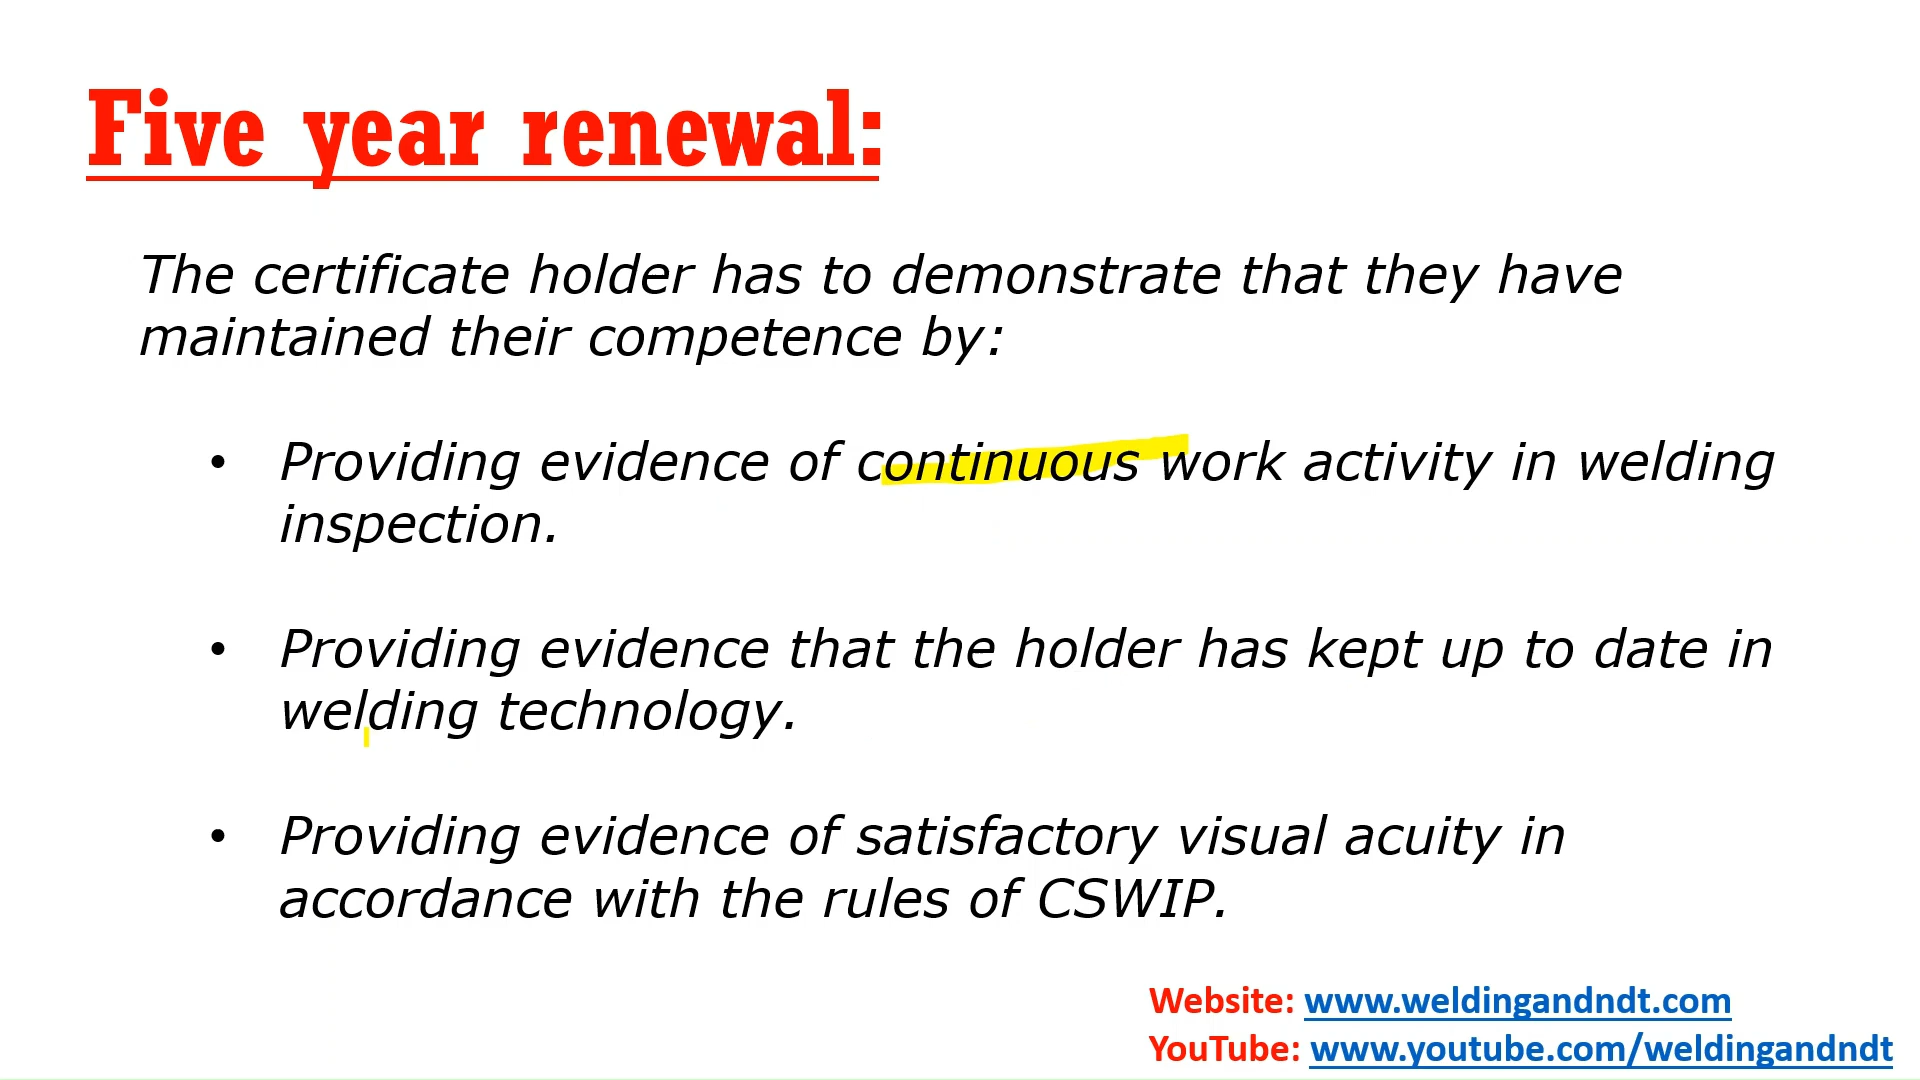 Five year renewal:
The certificate holder has to demonstrate that they have
maintained their competence by:
• Providing evidence of continuous work activity in welding
inspection.
• Providing evidence that the holder has kept up to date in
welding technology.
• Providing evidence of satisfactory visual acuity in
accordance with the rules of CSWIP.
Website: www.weldingandndt.com
YouTube: www.youtube.com/weldingandndt